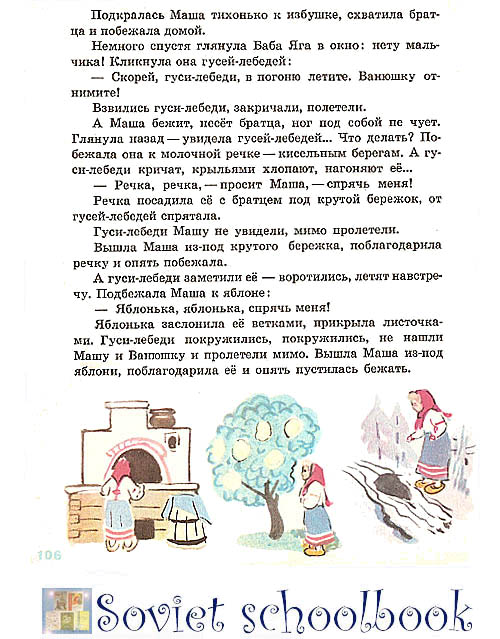 Подкралась Маша тихонько к избушке, схватила брат-
ца и побежала домой.
Немного спустя глянула Баба Яга в окно: нету маль-
чика! Кликнула она гусей-лебедей:
— Скорей, гуси-лебеди, в погоню летите. Ванюшку от-
нимите!
Взвились гуси-лебеди, закричали, полетели.
А Маша бежит, несёт братца, ног под собой не чует.
Глянула назад — увидела гусей-лебедей... Что делать? По-
бежала она к молочной речке — кисельным берегам. А гу-
си-лебеди кричат, крыльями хлопают, нагоняют её...
— Речка, речка, — просит Маша, — спрячь меня!
Речка посадила её с братцем под крутой бережок, от
гусей-лебедей спрятала.
Гуси-лебеди Машу не увидели, мимо пролетели.
Вышла Маша из-под крутого бережка, поблагодарила
речку и опять побежала.
А гуси-лебеди заметили её — воротились, летят навстре-
чу. Подбежала Маша к яблоне:
— Яблонька, яблонька, спрячь меня!
Яблонька заслонила её ветками, прикрыла листочка-
ми. Гуси-лебеди покружились, покружились, не нашли
Машу и Ванюшку и пролетели мимо. Вышла Маша из-под
яблони, поблагодарила её и опять пустилась бежать.
106
Soviet schoolbook